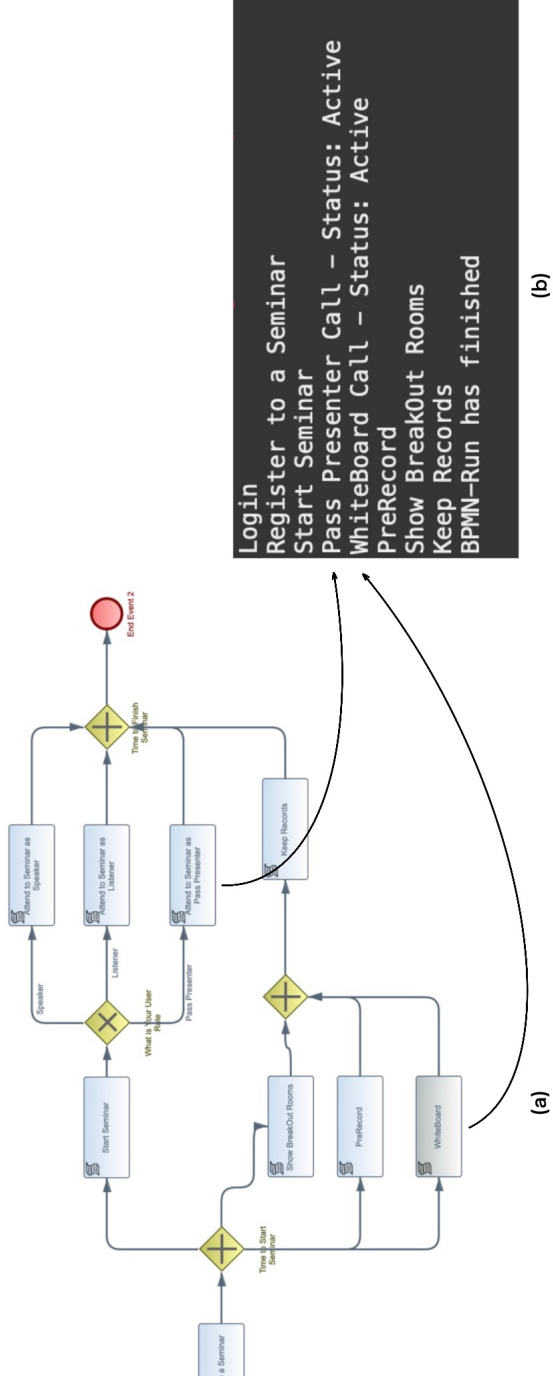 a Seminar
Time to Start
Seminar
Start Seminar
Show BreakOut Rooms
PreRecord
WhiteBoard
What is Your User
Role
Speaker
Listener
Pass Presenter
Attend to Seminar as
Speaker
Attend to Seminar as
Listener
Attend to Seminar as
Pass Presenter
Keep Records
Time to Finish
Seminar
End Event 2
(a)
Login
Register to a Seminar
Start Seminar
Pass Presenter Call – Status: Active
WhiteBoard Call – Status: Active
PreRecord
Show BreakOut Rooms
Keep Records
BPMN–Run has finished
(b)